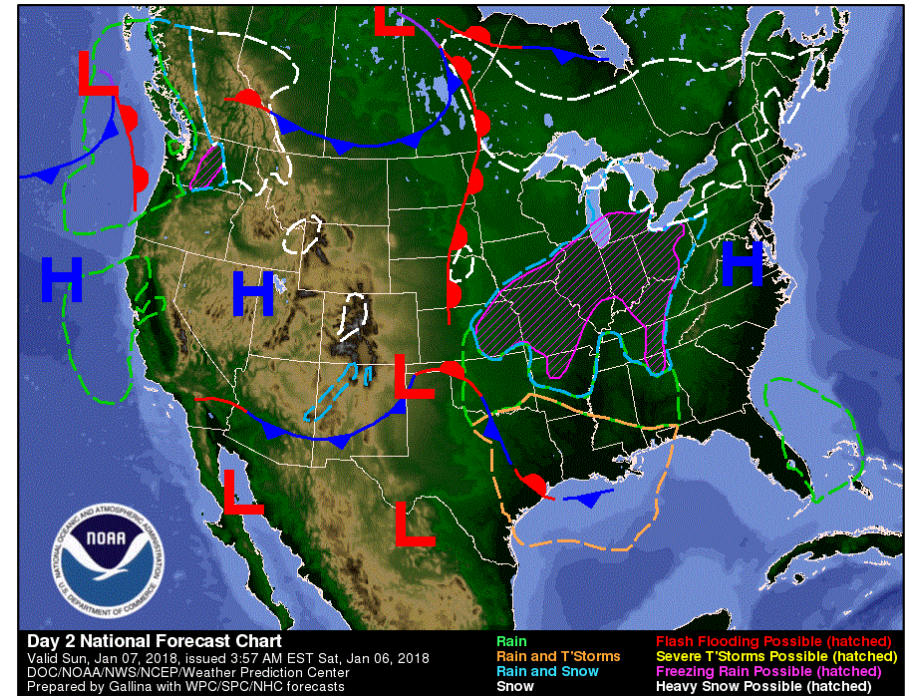 L
L
H
H
H
L
L
L
NATIONAL OCEANIC AND ATMOSPHERIC ADMINISTRATION
NOAA
U.S. DEPARTMENT OF COMMERCE
Day 2 National Forecast Chart
Valid Sun, Jan 07, 2018, issued 3:57 AM EST Sat, Jan 06, 2018
DOC/NOAA/NWS/NCEP/Weather Prediction Center
Prepared by Gallina with WPC/SPC/NHC forecasts
Rain
Rain and T'Storms
Rain and Snow
Snow
Flash Flooding Possible (hatched)
Severe T'Storms Possible (hatched)
Freezing Rain Possible (hatched)
Heavy Snow Possible (hatched)